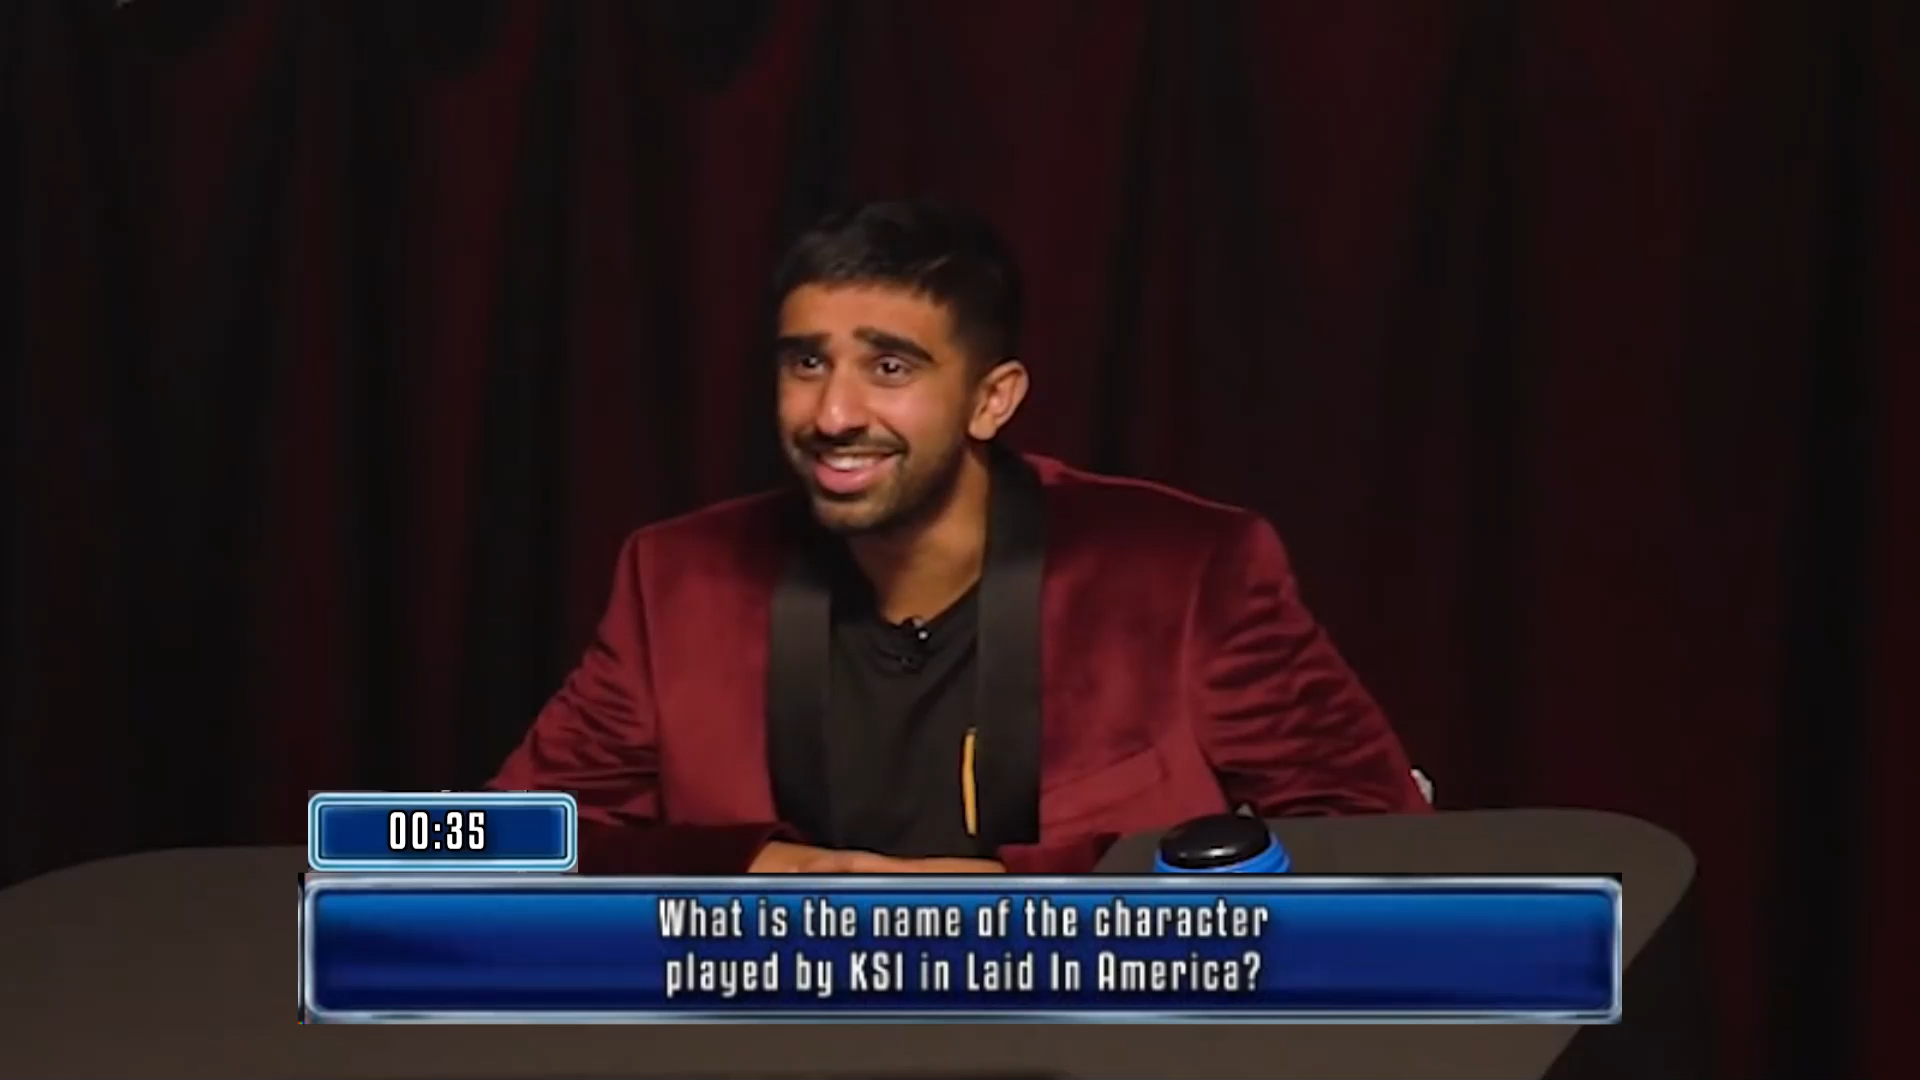 00:35
What is the name of the character
played by KSI in Laid In America?